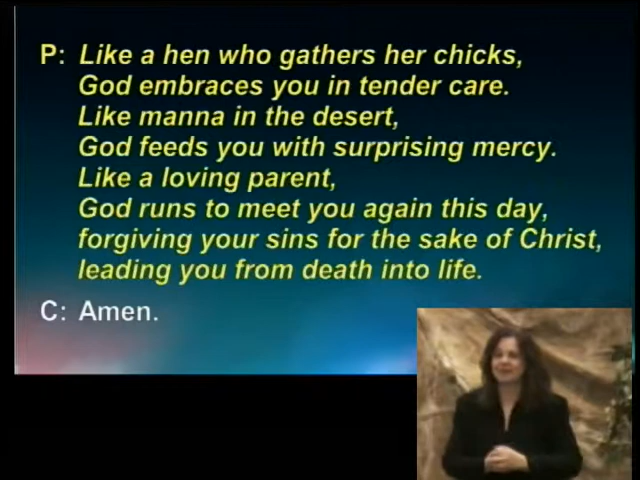 P: Like a hen who gathers her chicks,
God embraces you in tender care.
Like manna in the desert,
God feeds you with surprising mercy.
Like a loving parent,
God runs to meet you again this day,
forgiving your sins for the sake of Christ,
leading you from death into life.
C: Amen.